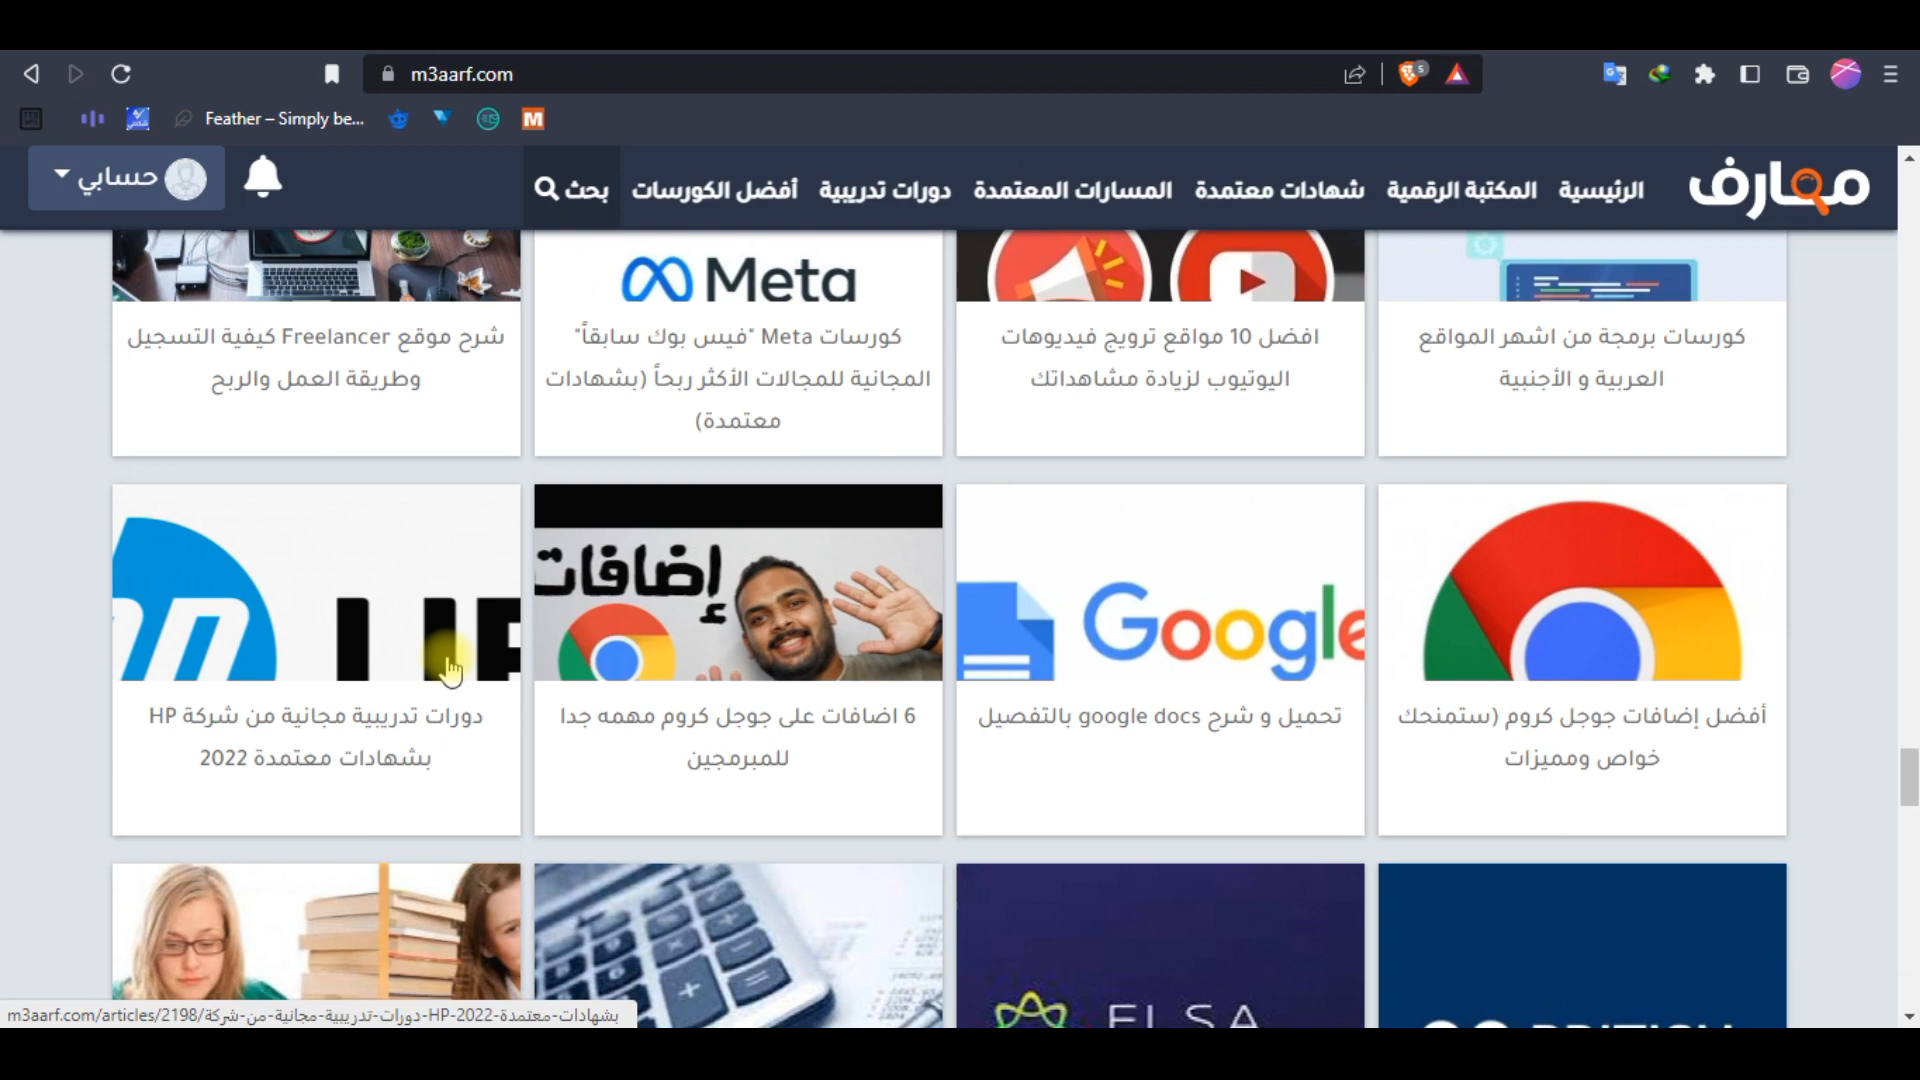 m3aarf.com
5
Feather – Simply be...
معارف
الرئيسية
المكتبة الرقمية
شهادات معتمدة
المسارات المعتمدة
دورات تدريبية
أفضل الكورسات
بحث
حسابي
كورسات برمجة من اشهر المواقع
العربية و الأجنبية
افضل 10 مواقع ترويج فيديوهات
اليوتيوب لزيادة مشاهداتك
Meta
كورسات Meta "فيس بوك سابقاً"
المجانية للمجالات الأكثر ربحاً (بشهادات
معتمدة)
شرح موقع Freelancer كيفية التسجيل
وطريقة العمل والربح
أفضل إضافات جوجل كروم (ستمنحك
خواص ومميزات
Google
تحميل و شرح google docs بالتفصيل
إضافات
6 اضافات على جوجل كروم مهمه جدا
للمبرمجين
دورات تدريبية مجانية من شركة HP
بشهادات معتمدة 2022
ELSA
BRITISH
m3aarf.com/articles/2198/دورات-تدريبية-مجانية-من-شركة-HP-بشهادات-معتمدة-2022